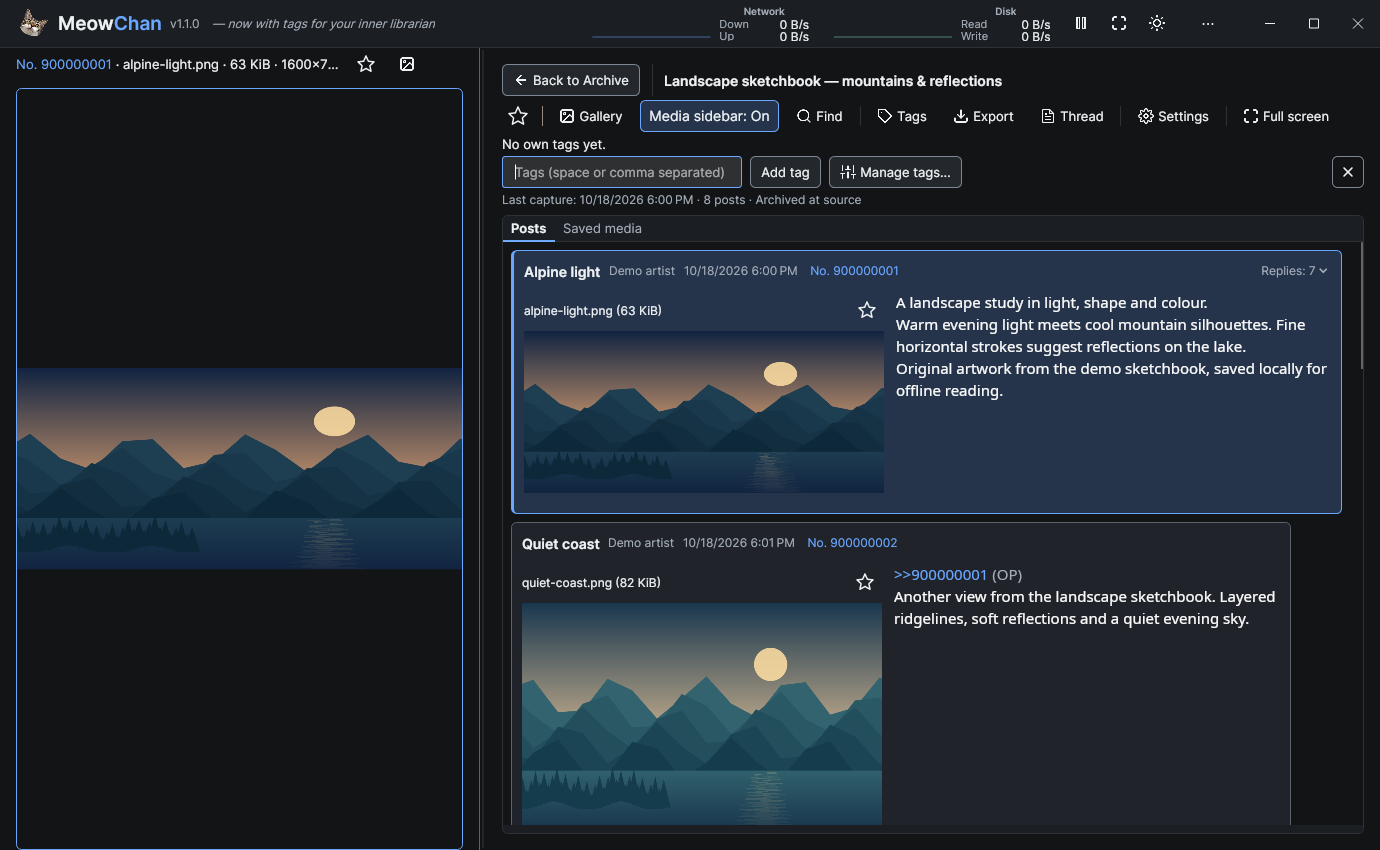 MeowChan v1.1.0 — now with tags for your inner librarian
Network
Down 0 B/s
Up 0 B/s
Disk
Read 0 B/s
Write 0 B/s
No. 900000001 · alpine-light.png · 63 KiB · 1600×7...
← Back to Archive
Landscape sketchbook — mountains & reflections
Gallery Media sidebar: On Find Tags Export Thread Settings Full screen
No own tags yet.
Tags (space or comma separated) Add tag Manage tags...
Last capture: 10/18/2026 6:00 PM · 8 posts · Archived at source
Posts Saved media
Alpine light Demo artist 10/18/2026 6:00 PM No. 900000001 Replies: 7
alpine-light.png (63 KiB)
A landscape study in light, shape and colour.
Warm evening light meets cool mountain silhouettes. Fine
horizontal strokes suggest reflections on the lake.
Original artwork from the demo sketchbook, saved locally for
offline reading.
Quiet coast Demo artist 10/18/2026 6:01 PM No. 900000002
quiet-coast.png (82 KiB)
>>900000001 (OP)
Another view from the landscape sketchbook. Layered
ridgelines, soft reflections and a quiet evening sky.